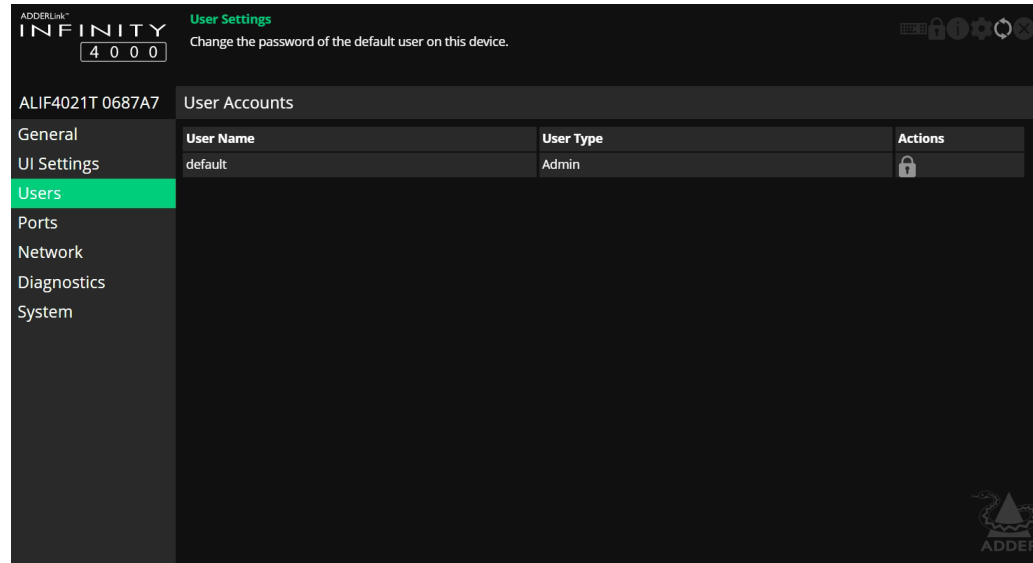 ADDERLink™
INFINITY
4000
User Settings
Change the password of the default user on this device.
ALIF4021T 0687A7
User Accounts
General
UI Settings
Users
Ports
Network
Diagnostics
System
User Name User Type Actions
default Admin
ADDER